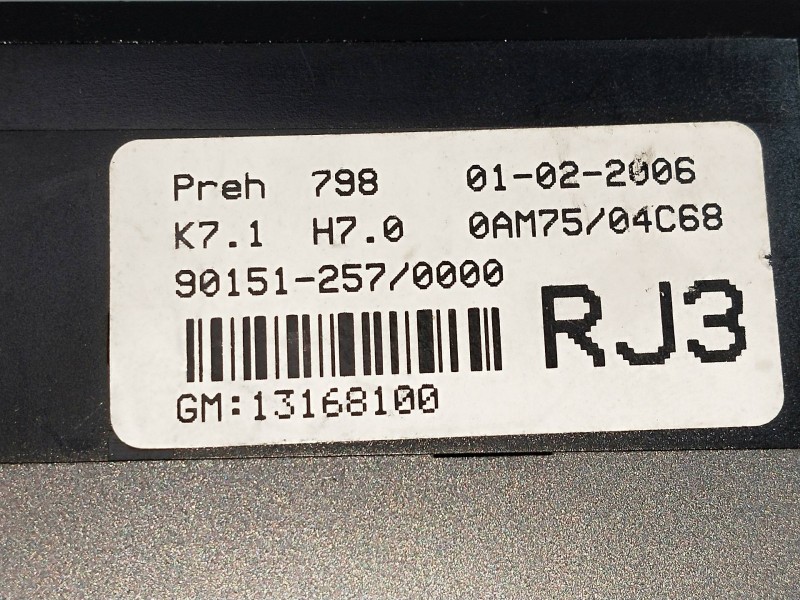 Preh 798 01-02-2006
K7.1 H7.0 0AM75/04C68
90151-257/0000
RJ3
GM:13168100